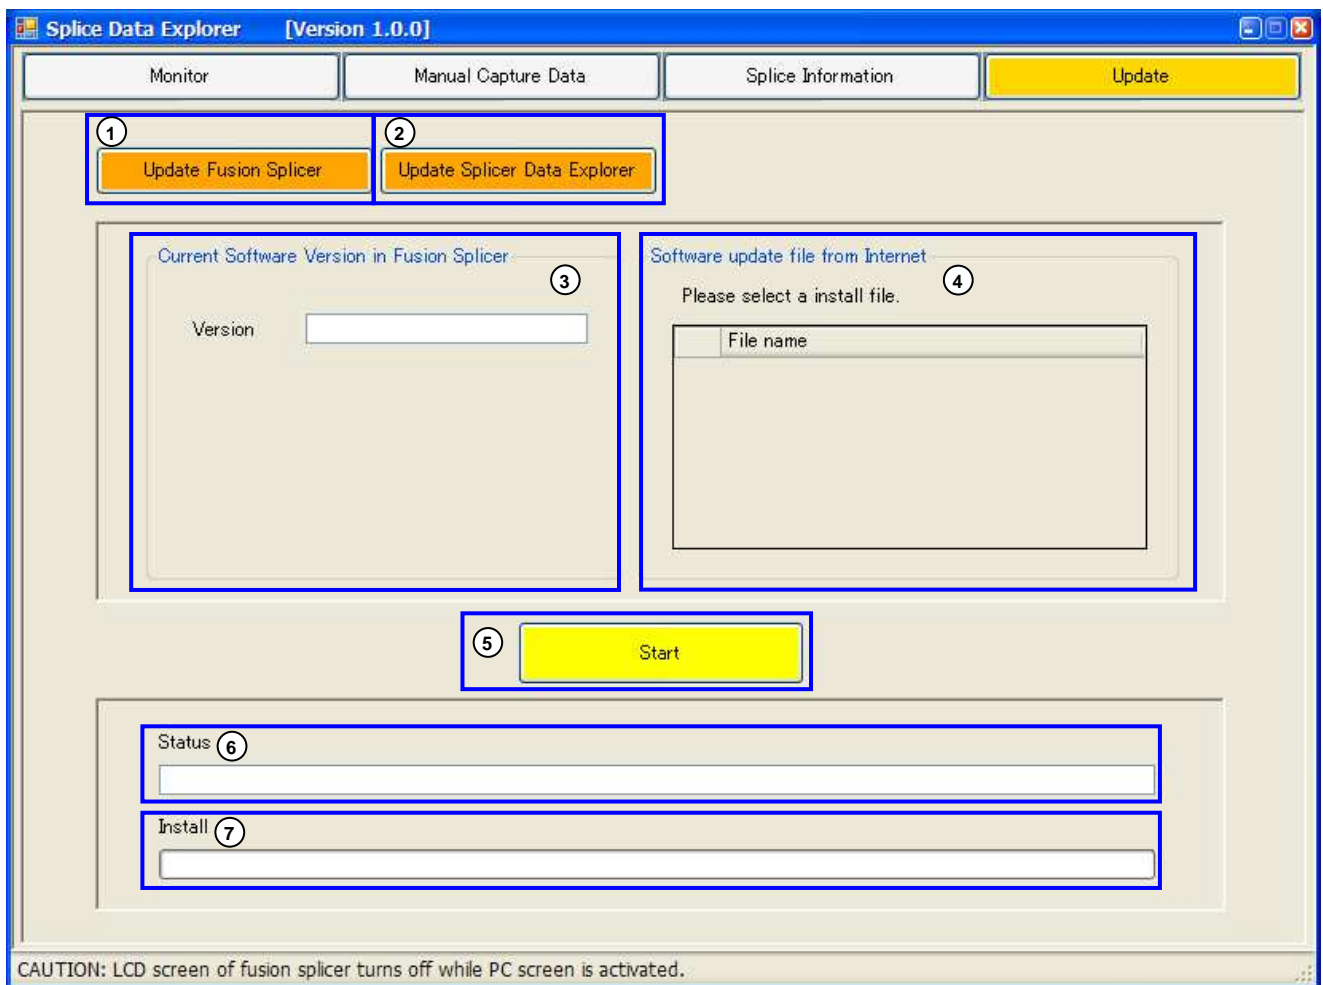 Splice Data Explorer [Version 1.0.0]
Monitor Manual Capture Data Splice Information Update
1 2
Update Fusion Splicer Update Splicer Data Explorer
Current Software Version in Fusion Splicer Software update file from Internet
3 4
Please select a install file.
Version
File name
5
Start
Status 6
Install 7
CAUTION: LCD screen of fusion splicer turns off while PC screen is activated.